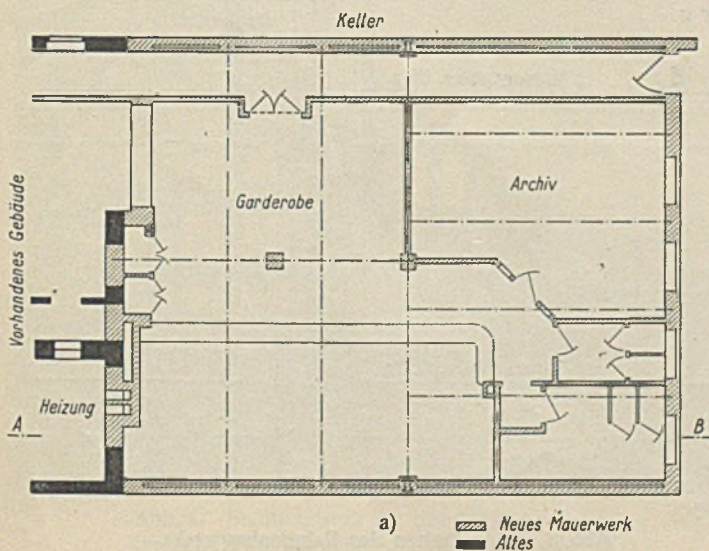 Keller
Archiv
Garderobe
Vorhandenes Gebäude
Heizung
A
B
a)
Neues Mauerwerk
Altes